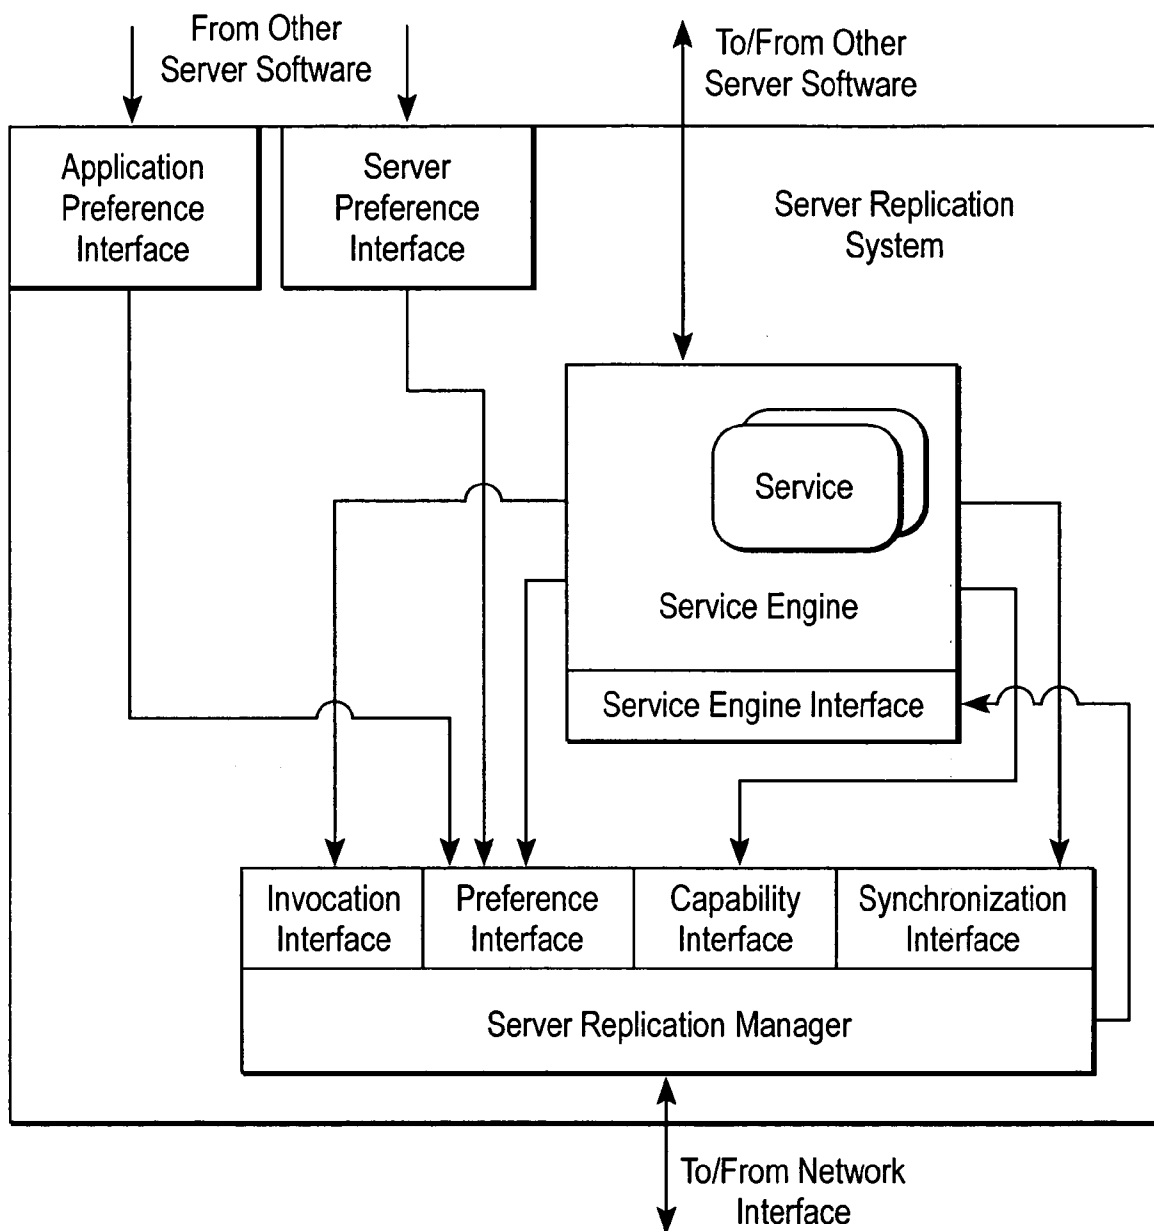 From Other
Server Software
To/From Other
Server Software
Application
Preference
Interface
Server
Preference
Interface
Server Replication
System
Service
Service Engine
Service Engine Interface
Invocation
Interface
Preference
Interface
Capability
Interface
Synchronization
Interface
Server Replication Manager
To/From Network
Interface